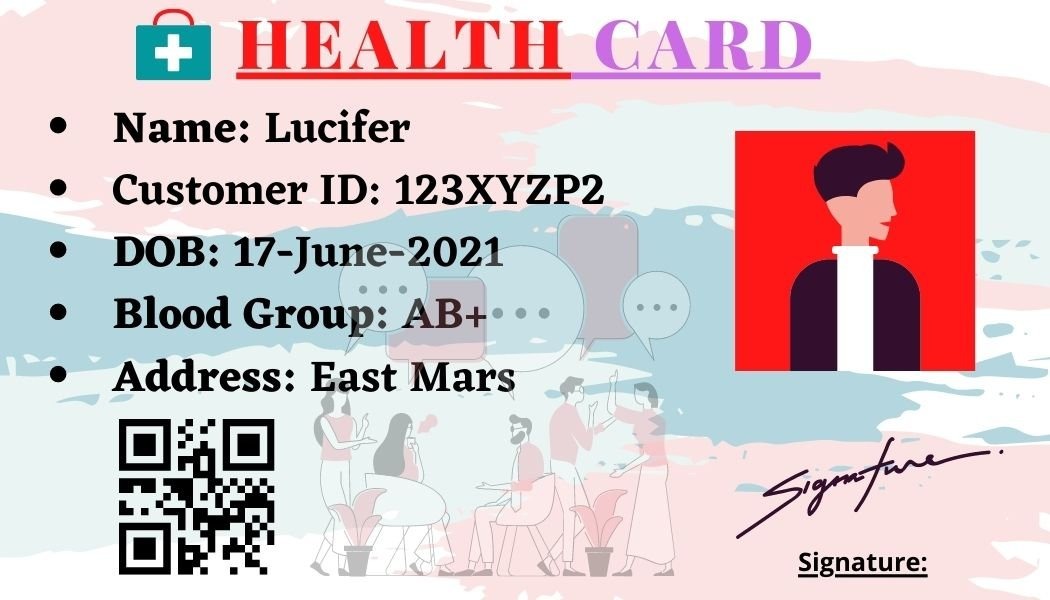 HEALTH CARD
• Name: Lucifer
• Customer ID: 123XYZP2
• DOB: 17-June-2021
• Blood Group: AB+
• Address: East Mars
Signature
Signature: